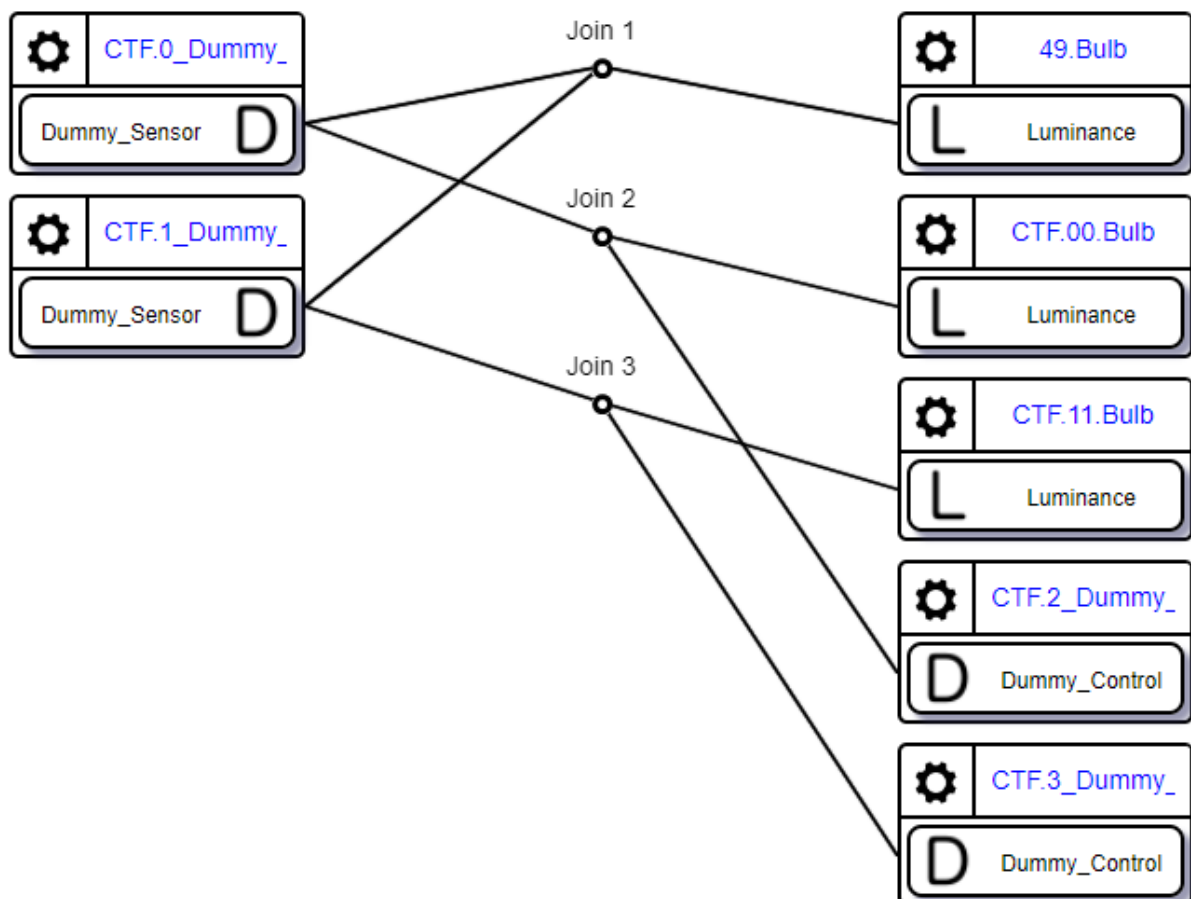 CTF.0_Dummy_
Dummy_Sensor D
CTF.1_Dummy_
Dummy_Sensor D
Join 1
Join 2
Join 3
49.Bulb
L Luminance
CTF.00.Bulb
L Luminance
CTF.11.Bulb
L Luminance
CTF.2_Dummy_
D Dummy_Control
CTF.3_Dummy_
D Dummy_Control